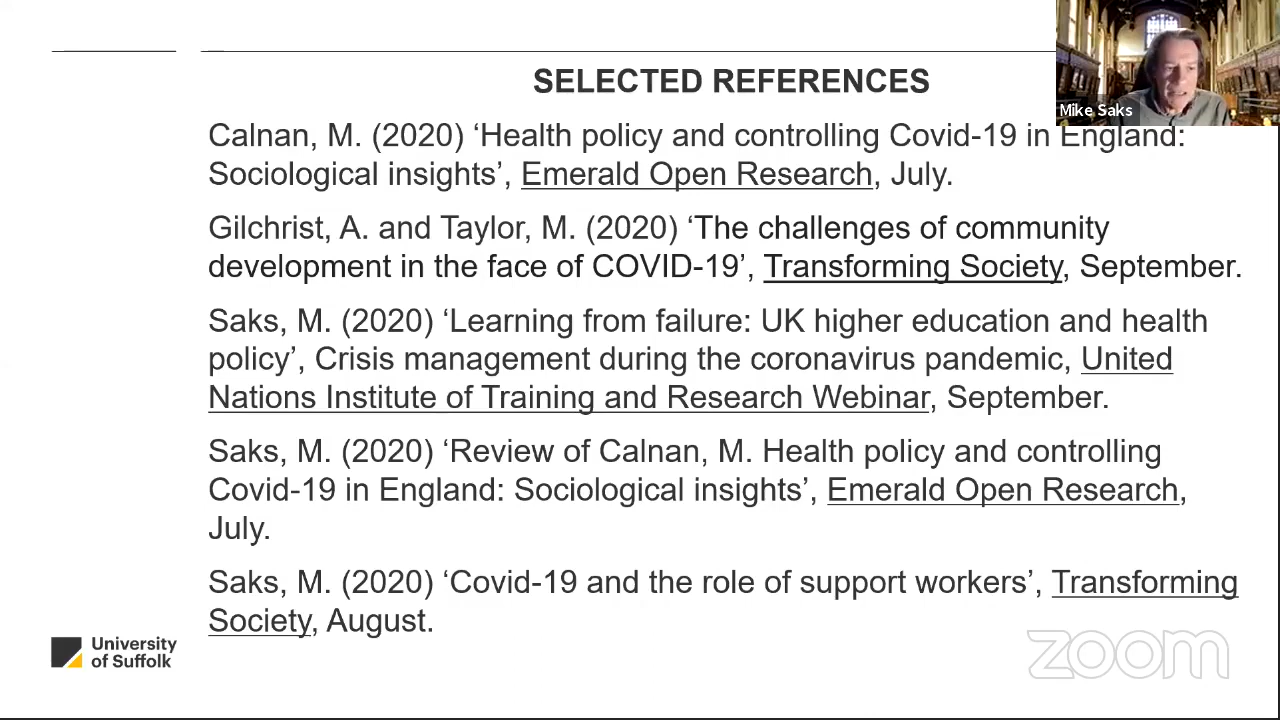 SELECTED REFERENCES
Mike Saks
Calnan, M. (2020) ‘Health policy and controlling Covid-19 in England:
Sociological insights’, Emerald Open Research, July.
Gilchrist, A. and Taylor, M. (2020) ‘The challenges of community
development in the face of COVID-19’, Transforming Society, September.
Saks, M. (2020) ‘Learning from failure: UK higher education and health
policy’, Crisis management during the coronavirus pandemic, United
Nations Institute of Training and Research Webinar, September.
Saks, M. (2020) ‘Review of Calnan, M. Health policy and controlling
Covid-19 in England: Sociological insights’, Emerald Open Research,
July.
Saks, M. (2020) ‘Covid-19 and the role of support workers’, Transforming
Society, August.
University
of Suffolk
zoom